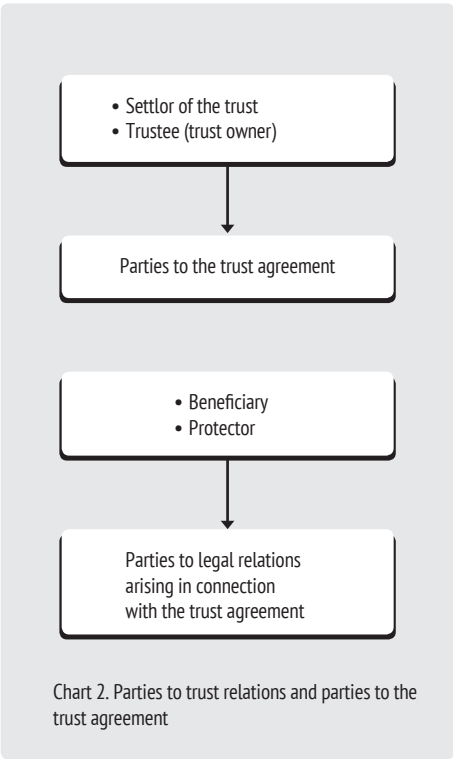 • Settlor of the trust
• Trustee (trust owner)
Parties to the trust agreement
• Beneficiary
• Protector
Parties to legal relations
arising in connection
with the trust agreement
Chart 2. Parties to trust relations and parties to the
trust agreement